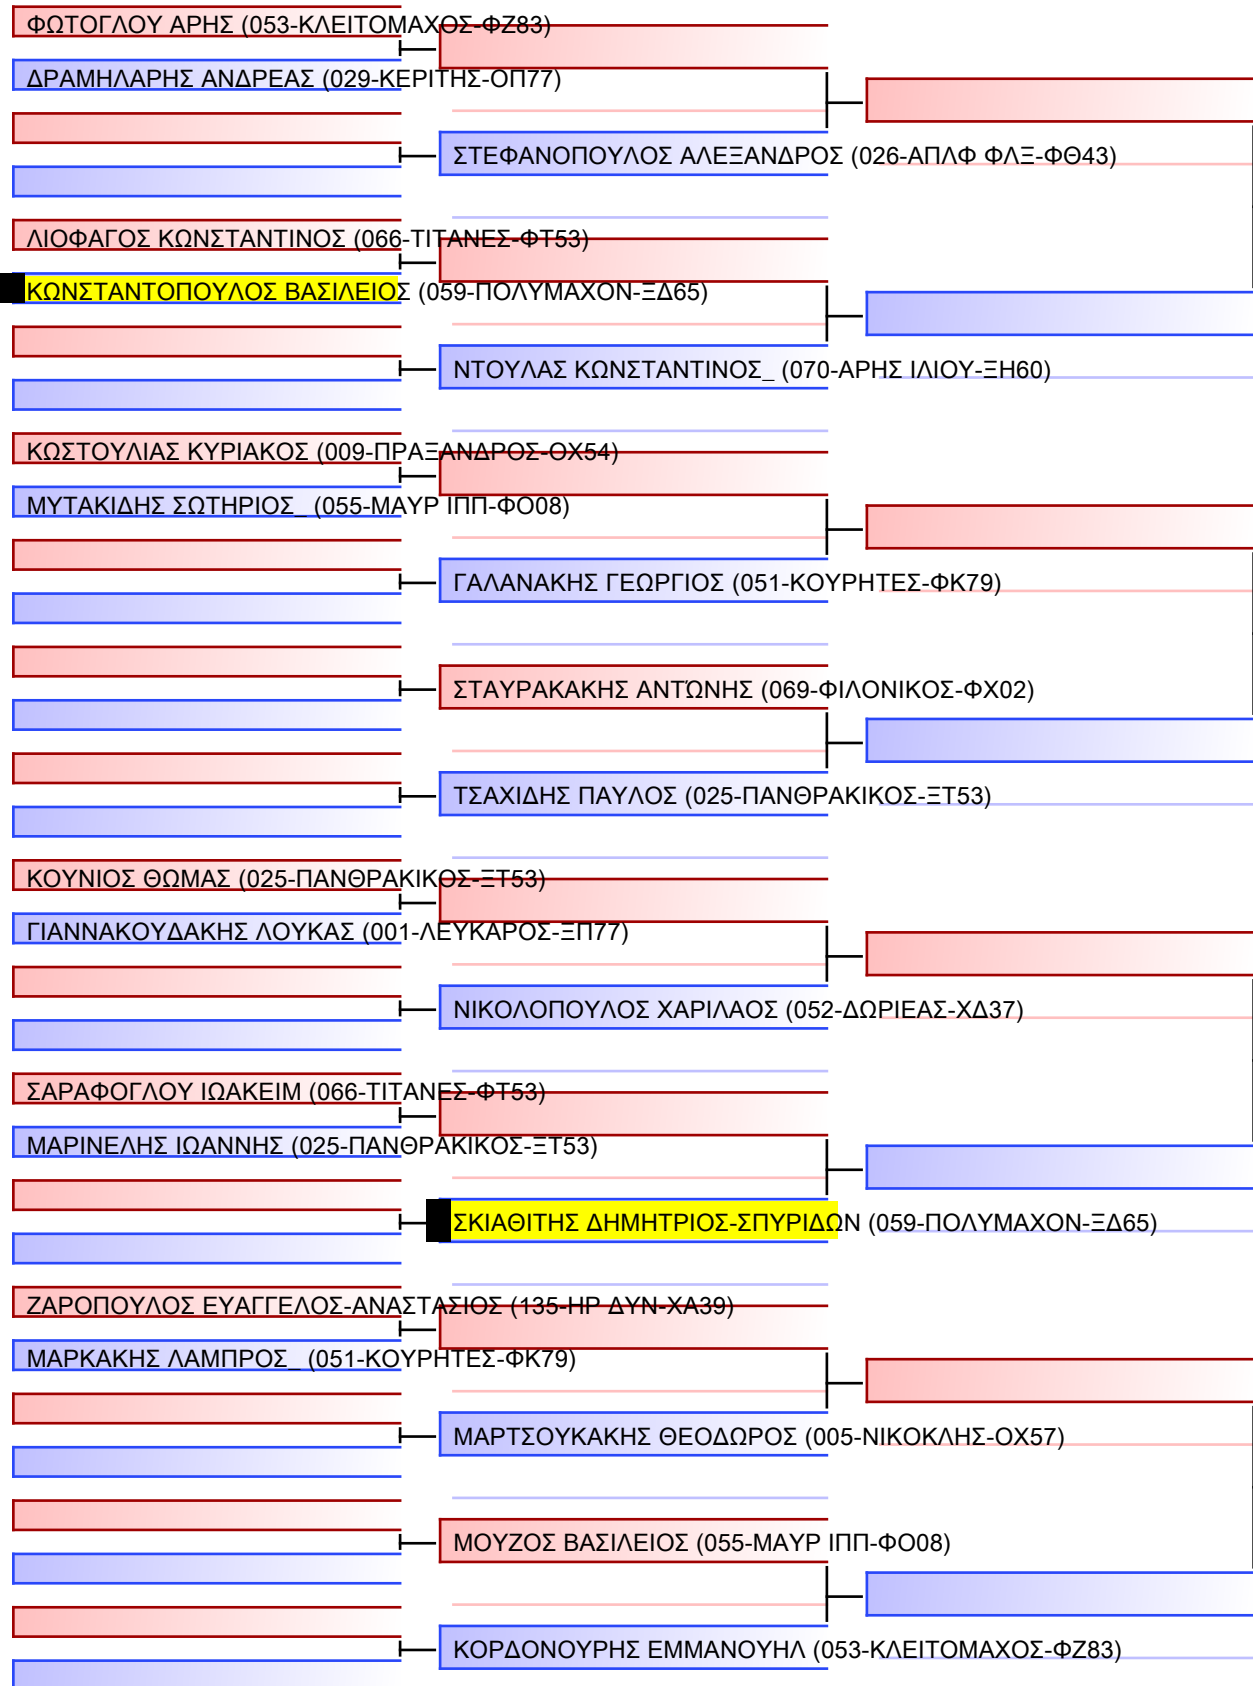 ΦΩΤΟΓΛΟΥ ΑΡΗΣ (053-ΚΛΕΙΤΟΜΑΧΟΣ-ΦΖ83)
ΔΡΑΜΗΛΑΡΗΣ ΑΝΔΡΕΑΣ (029-ΚΕΡΙΤΗΣ-ΟΠ77)
ΣΤΕΦΑΝΟΠΟΥΛΟΣ ΑΛΕΞΑΝΔΡΟΣ (026-ΑΠΛΦ ΦΛΞ-ΦΘ43)
ΛΙΟΦΑΓΟΣ ΚΩΝΣΤΑΝΤΙΝΟΣ (066-ΤΙΤΑΝΕΣ-ΦΤ53)
ΚΩΝΣΤΑΝΤΟΠΟΥΛΟΣ ΒΑΣΙΛΕΙΟΣ (059-ΠΟΛΥΜΑΧΟΝ-ΞΔ65)
ΝΤΟΥΛΑΣ ΚΩΝΣΤΑΝΤΙΝΟΣ_ (070-ΑΡΗΣ ΙΛΙΟΥ-ΞΗ60)
ΚΩΣΤΟΥΛΙΑΣ ΚΥΡΙΑΚΟΣ (009-ΠΡΑΞΑΝΔΡΟΣ-ΟΧ54)
ΜΥΤΑΚΙΔΗΣ ΣΩΤΗΡΙΟΣ_ (055-ΜΑΥΡ ΙΠΠ-ΦΟ08)
ΓΑΛΑΝΑΚΗΣ ΓΕΩΡΓΙΟΣ (051-ΚΟΥΡΗΤΕΣ-ΦΚ79)
ΣΤΑΥΡΑΚΑΚΗΣ ΑΝΤΏΝΗΣ (069-ΦΙΛΟΝΙΚΟΣ-ΦΧ02)
ΤΣΑΧΙΔΗΣ ΠΑΥΛΟΣ (025-ΠΑΝΘΡΑΚΙΚΟΣ-ΞΤ53)
ΚΟΥΝΙΟΣ ΘΩΜΑΣ (025-ΠΑΝΘΡΑΚΙΚΟΣ-ΞΤ53)
ΓΙΑΝΝΑΚΟΥΔΑΚΗΣ ΛΟΥΚΑΣ (001-ΛΕΥΚΑΡΟΣ-ΞΠ77)
ΝΙΚΟΛΟΠΟΥΛΟΣ ΧΑΡΙΛΑΟΣ (052-ΔΩΡΙΕΑΣ-ΧΔ37)
ΣΑΡΑΦΟΓΛΟΥ ΙΩΑΚΕΙΜ (066-ΤΙΤΑΝΕΣ-ΦΤ53)
ΜΑΡΙΝΕΛΗΣ ΙΩΑΝΝΗΣ (025-ΠΑΝΘΡΑΚΙΚΟΣ-ΞΤ53)
ΣΚΙΑΘΙΤΗΣ ΔΗΜΗΤΡΙΟΣ-ΣΠΥΡΙΔΩΝ (059-ΠΟΛΥΜΑΧΟΝ-ΞΔ65)
ΖΑΡΟΠΟΥΛΟΣ ΕΥΑΓΓΕΛΟΣ-ΑΝΑΣΤΑΣΙΟΣ (135-ΗΡ ΔΥΝ-ΧΑ39)
ΜΑΡΚΑΚΗΣ ΛΑΜΠΡΟΣ_ (051-ΚΟΥΡΗΤΕΣ-ΦΚ79)
ΜΑΡΤΣΟΥΚΑΚΗΣ ΘΕΟΔΩΡΟΣ (005-ΝΙΚΟΚΛΗΣ-ΟΧ57)
ΜΟΥΖΟΣ ΒΑΣΙΛΕΙΟΣ (055-ΜΑΥΡ ΙΠΠ-ΦΟ08)
ΚΟΡΔΟΝΟΥΡΗΣ ΕΜΜΑΝΟΥΗΛ (053-ΚΛΕΙΤΟΜΑΧΟΣ-ΦΖ83)